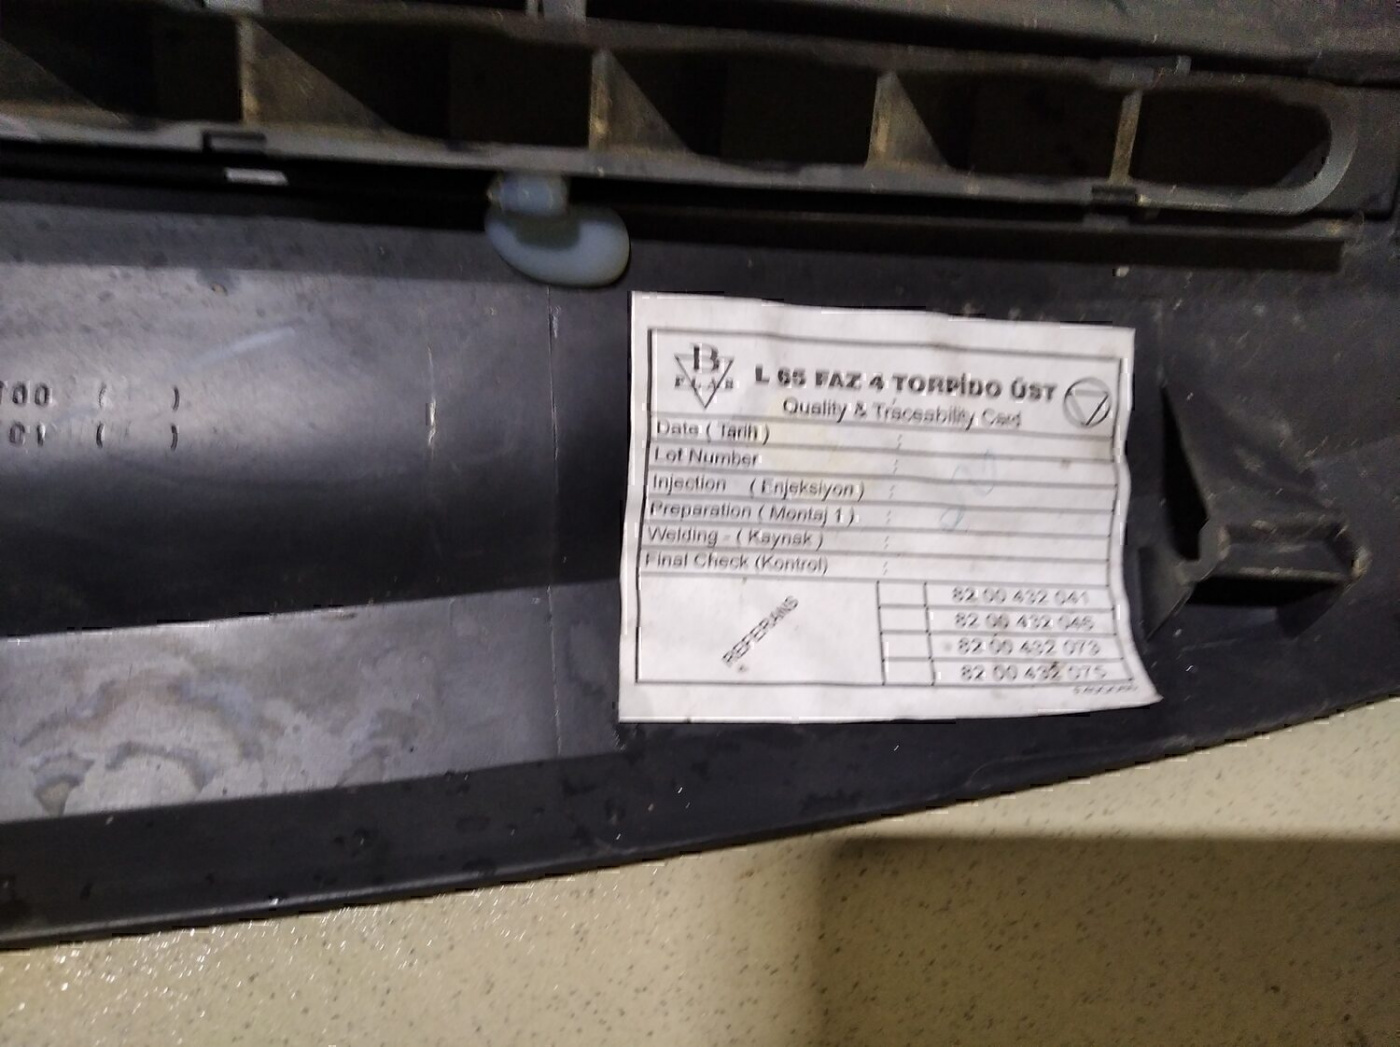 B
PLAS
L 65 FAZ 4 TORPİDO ÜST
Quality & Traceability Card
Date ( Tarih ) :
Lot Number :
Injection ( Enjeksiyon ) :
Preparation ( Montaj 1 ) :
Welding - ( Kaynak ) :
Final Check (Kontrol) :
REFERANS
82 00 432 041
82 00 432 045
82 00 432 073
82 00 432 075